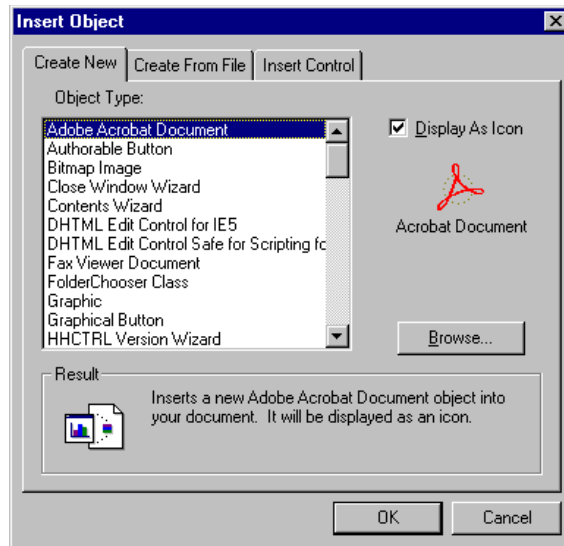 Insert Object
Create New
Create From File
Insert Control
Object Type:
Adobe Acrobat Document
Authorable Button
Bitmap Image
Close Window Wizard
Contents Wizard
DHTML Edit Control for IE5
DHTML Edit Control Safe for Scripting fo
Fax Viewer Document
FolderChooser Class
Graphic
Graphical Button
HHCTRL Version Wizard
Display As Icon
Acrobat Document
Browse...
Result
Inserts a new Adobe Acrobat Document object into
your document. It will be displayed as an icon.
OK
Cancel